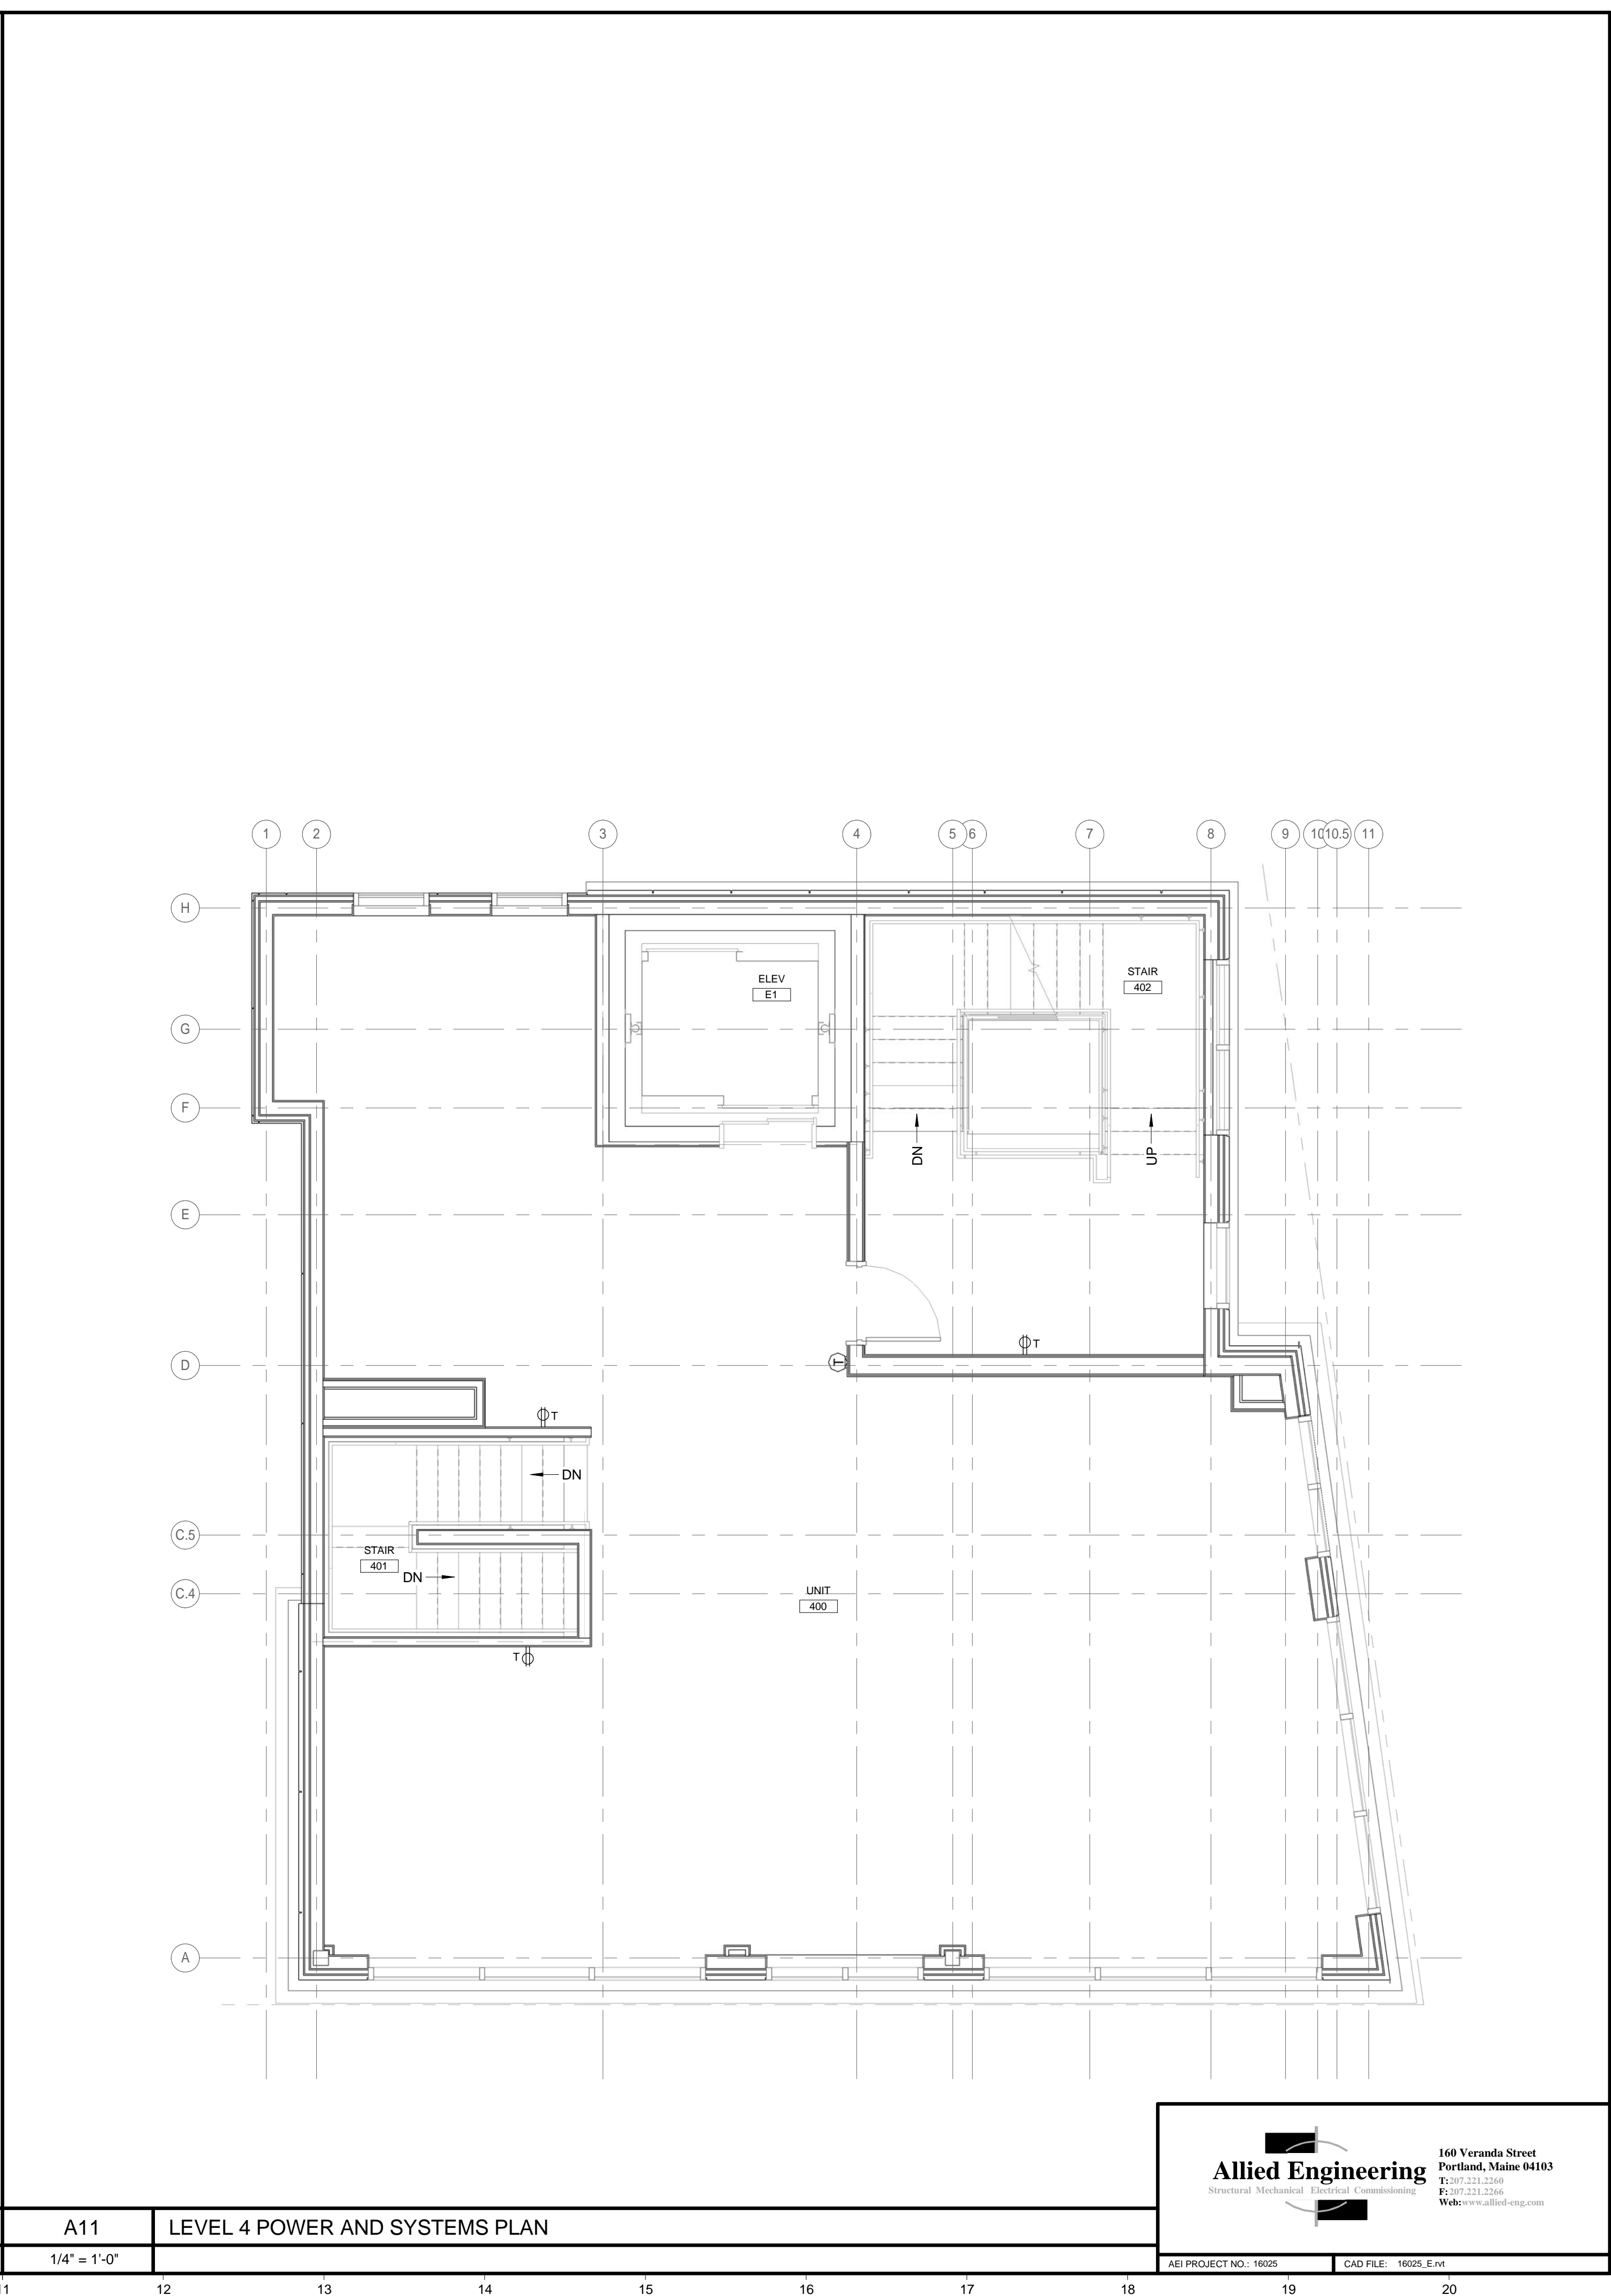 1 2 3 4 5 6 7 8 9 10 10.5 11
H
ELEV
E1
STAIR
402
G
F
DN
UP
E
T
D
T
T
DN
C.5
STAIR
401
DN
C.4
UNIT
400
T
A
Allied Engineering
Structural Mechanical Electrical Commissioning
160 Veranda Street
Portland, Maine 04103
T:207.221.2260
F:207.221.2266
Web:www.allied-eng.com
A11
LEVEL 4 POWER AND SYSTEMS PLAN
1/4" = 1'-0"
AEI PROJECT NO.: 16025
CAD FILE: 16025_E.rvt
12 13 14 15 16 17 18 19 20